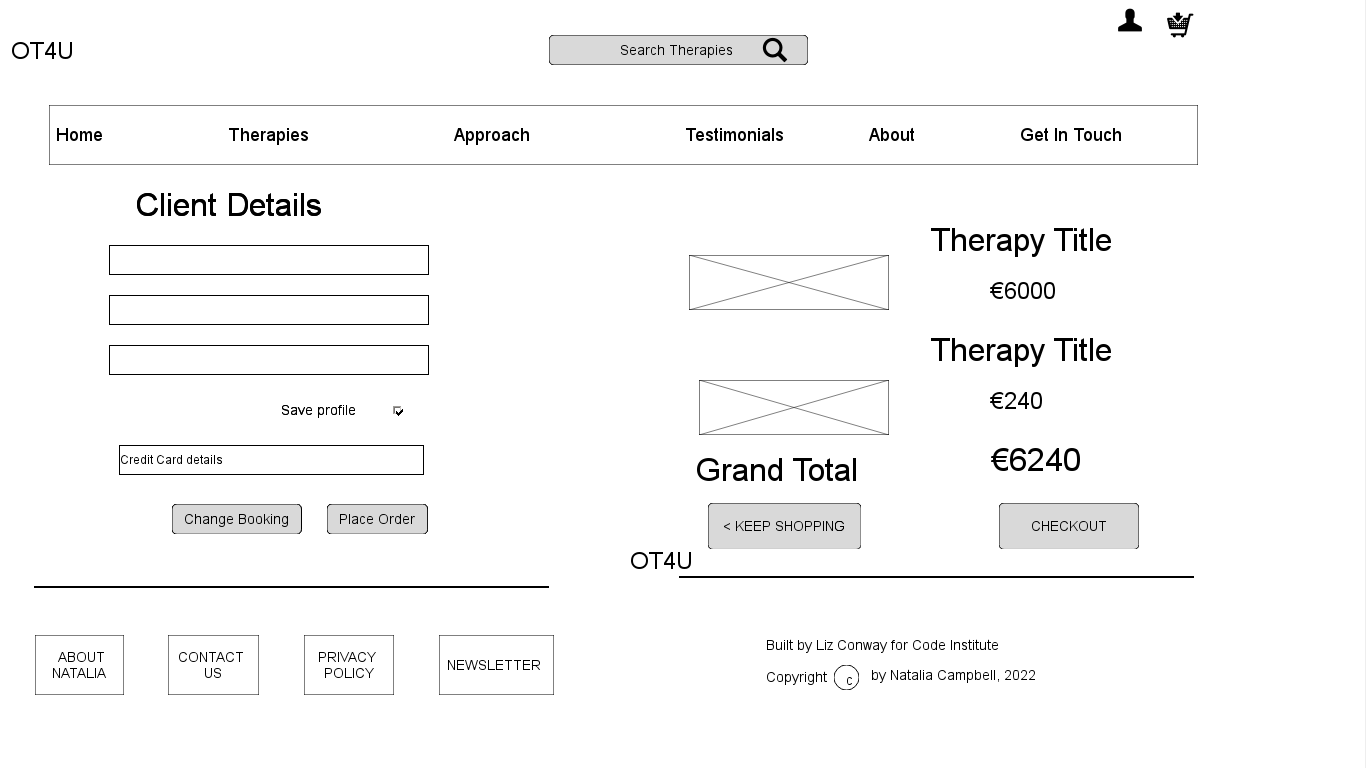 OT4U
Search Therapies
Home
Therapies
Approach
Testimonials
About
Get In Touch
Client Details
Save profile
Credit Card details
Change Booking
Place Order
Therapy Title
€6000
Therapy Title
€240
Grand Total
€6240
< KEEP SHOPPING
CHECKOUT
OT4U
ABOUT
NATALIA
CONTACT
US
PRIVACY
POLICY
NEWSLETTER
Built by Liz Conway for Code Institute
Copyright c by Natalia Campbell, 2022